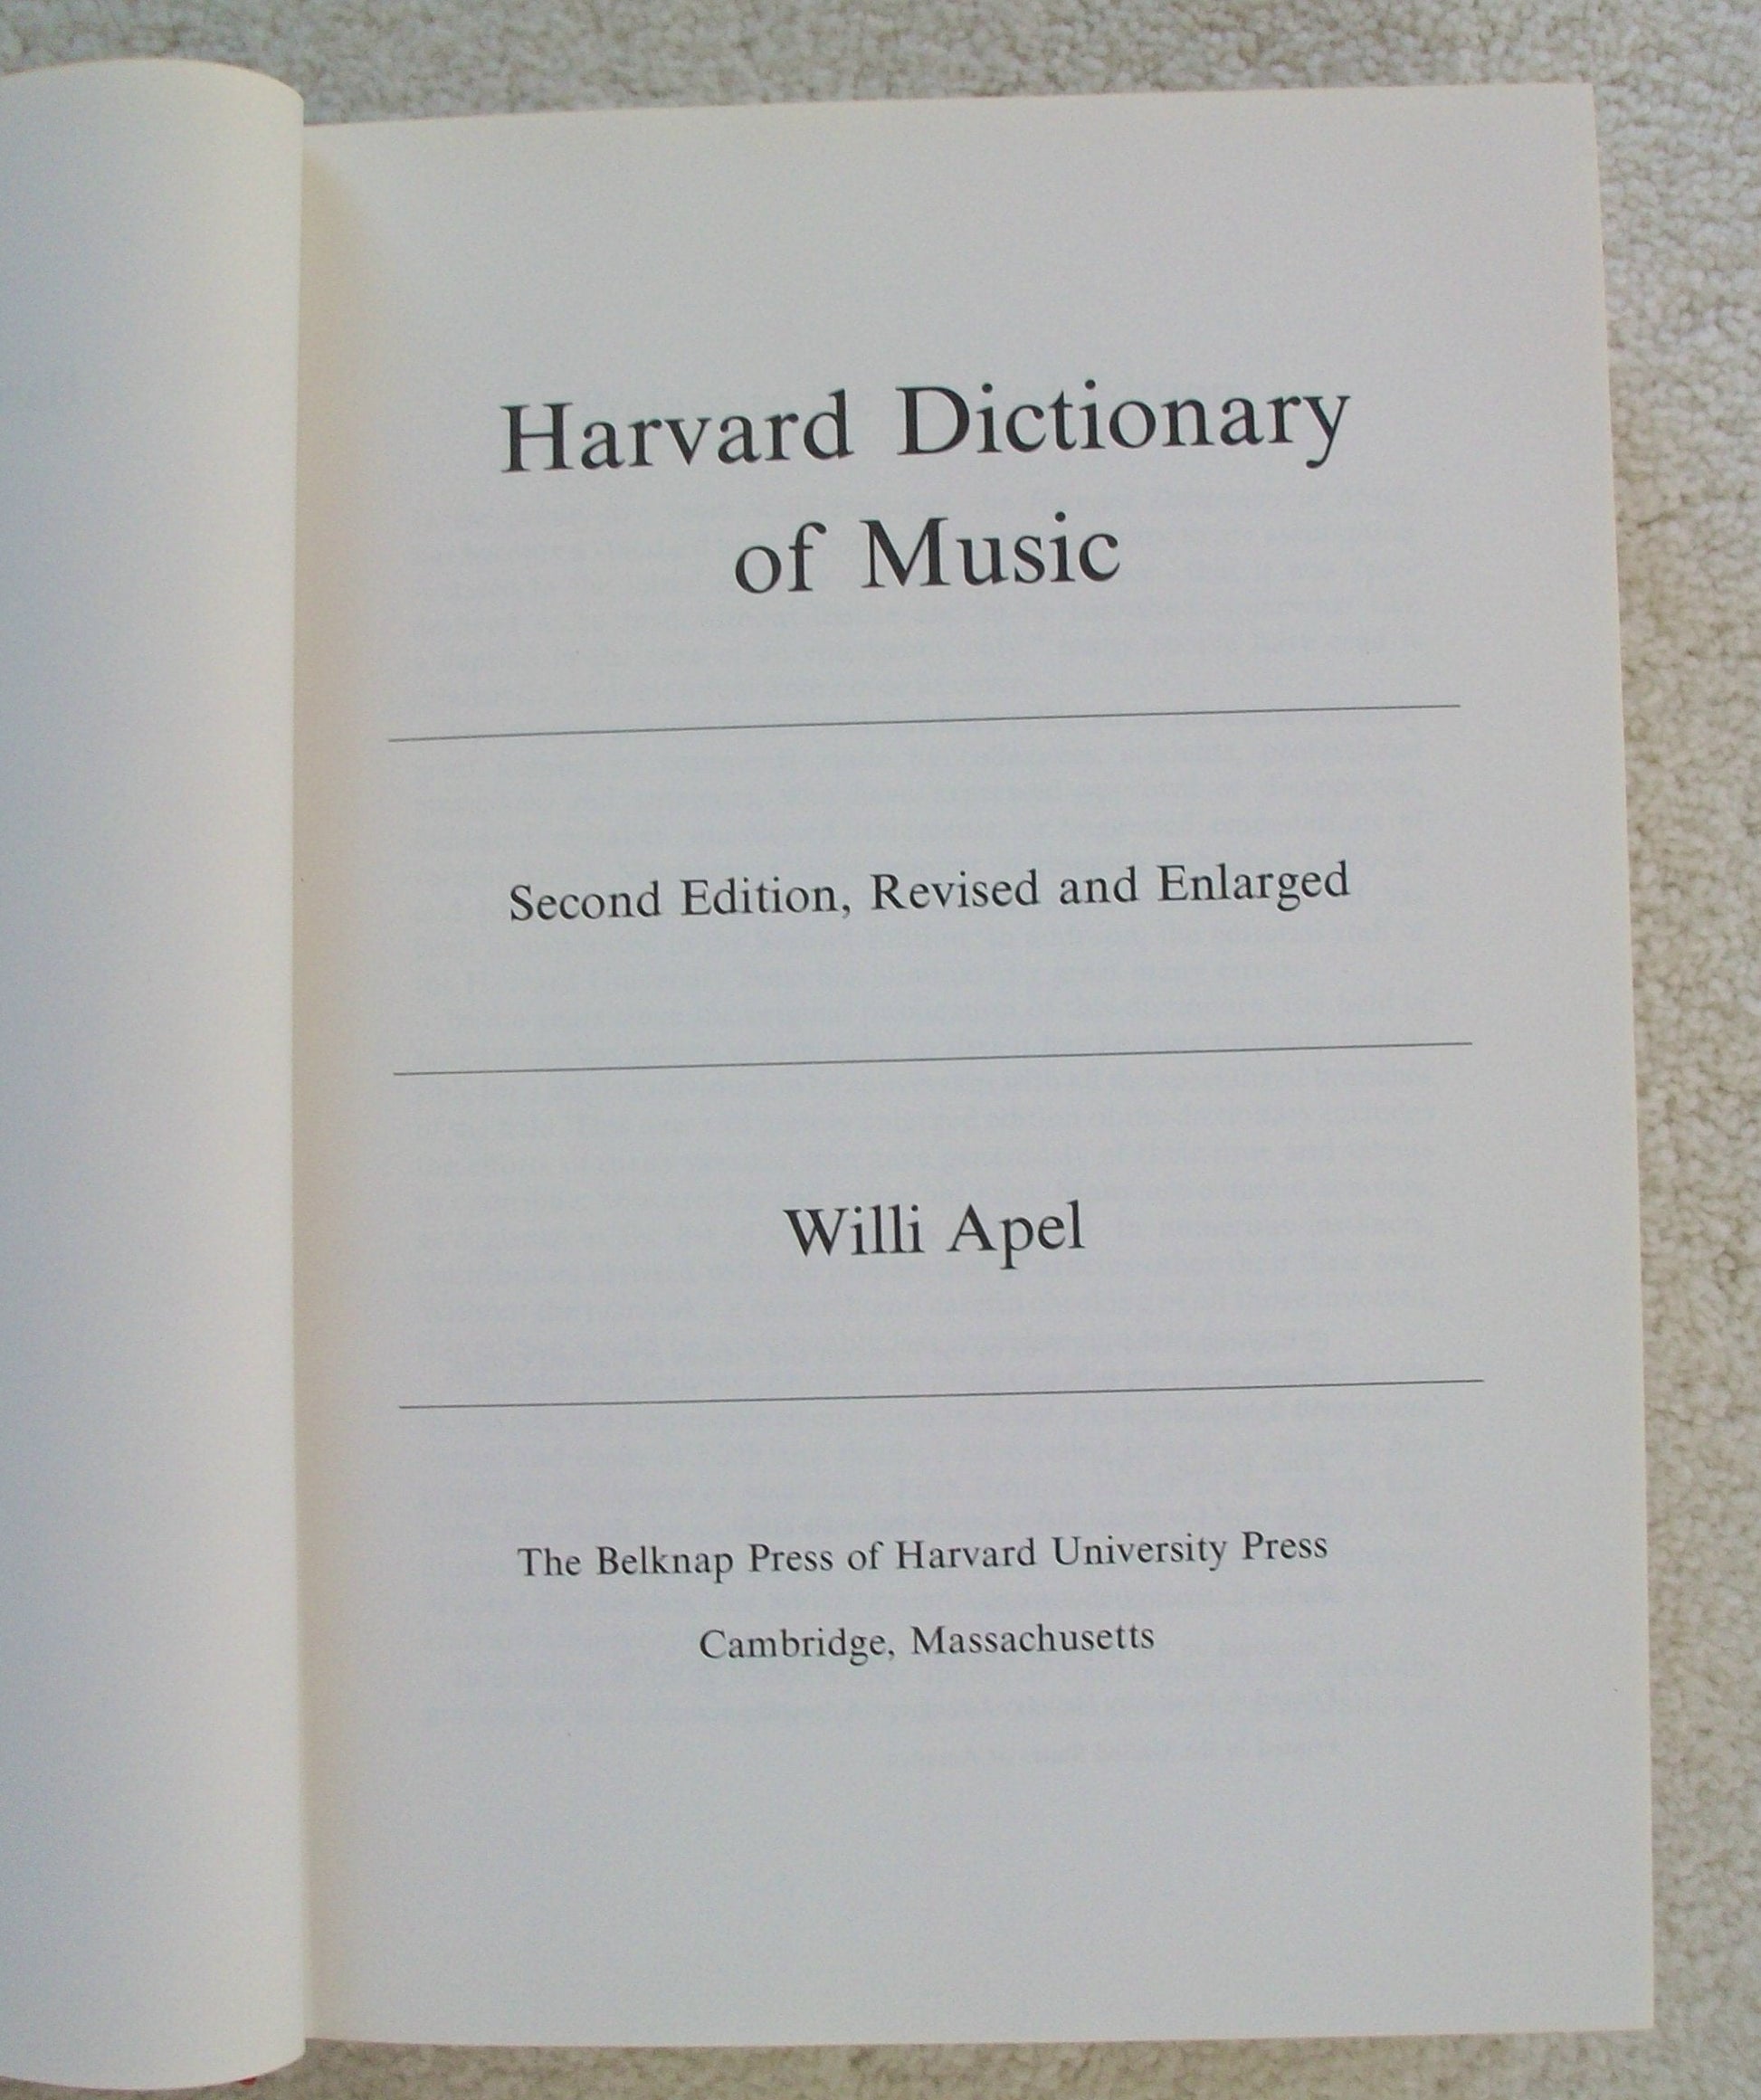 Harvard Dictionary
of Music
Second Edition, Revised and Enlarged
Willi Apel
The Belknap Press of Harvard University Press
Cambridge, Massachusetts